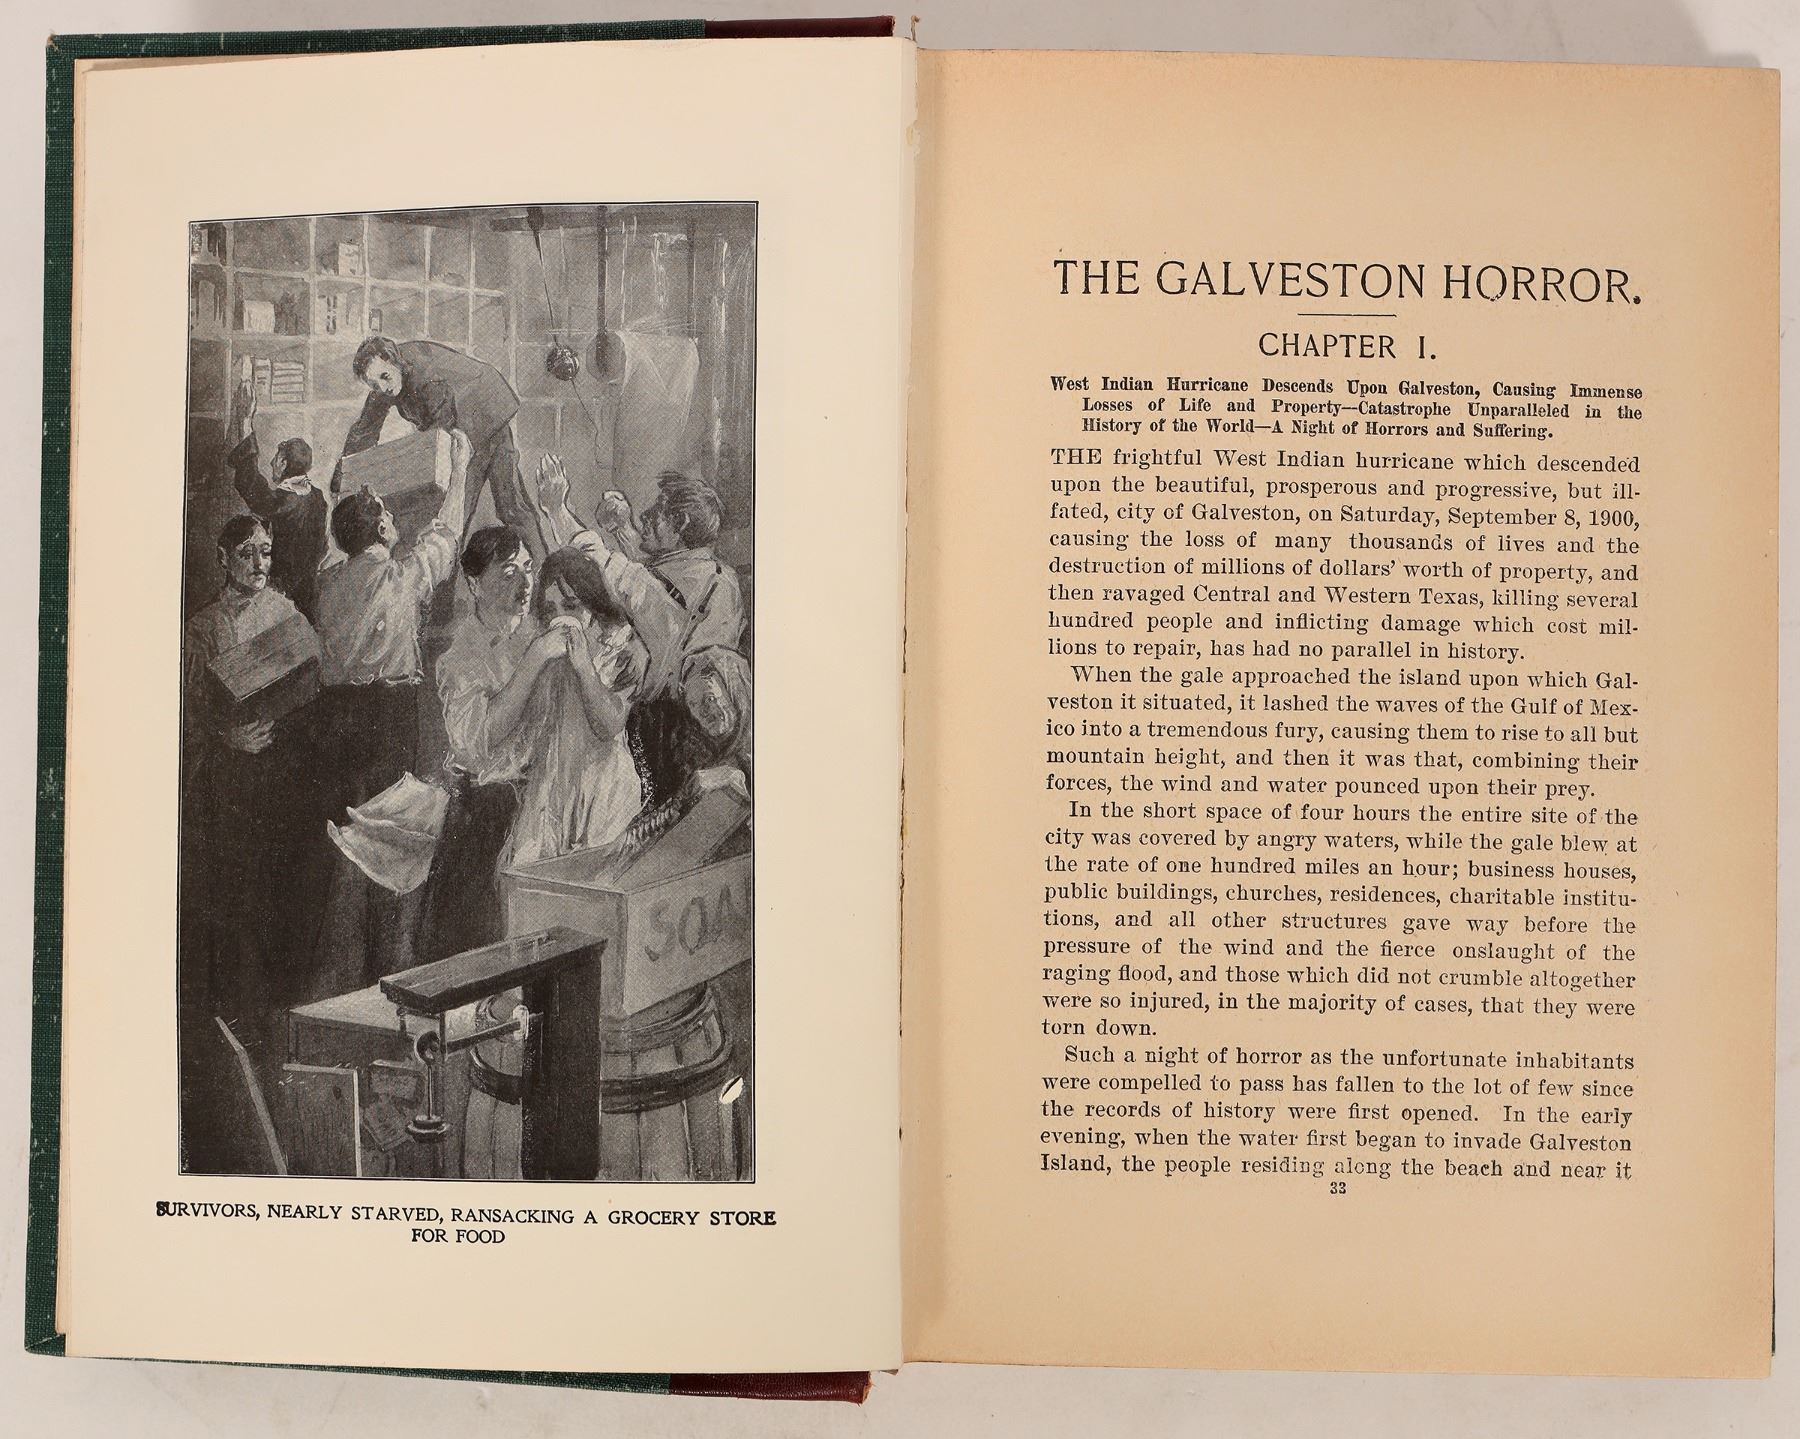 SOA
SURVIVORS, NEARLY STARVED, RANSACKING A GROCERY STORE
FOR FOOD
THE GALVESTON HORROR.
CHAPTER I.
West Indian Hurricane Descends Upon Galveston, Causing Immense
Losses of Life and Property—Catastrophe Unparalleled in the
History of the World—A Night of Horrors and Suffering.
THE frightful West Indian hurricane which descended
upon the beautiful, prosperous and progressive, but ill-
fated, city of Galveston, on Saturday, September 8, 1900,
causing the loss of many thousands of lives and the
destruction of millions of dollars' worth of property, and
then ravaged Central and Western Texas, killing several
hundred people and inflicting damage which cost mil-
lions to repair, has had no parallel in history.
When the gale approached the island upon which Gal-
veston it situated, it lashed the waves of the Gulf of Mex-
ico into a tremendous fury, causing them to rise to all but
mountain height, and then it was that, combining their
forces, the wind and water pounced upon their prey.
In the short space of four hours the entire site of the
city was covered by angry waters, while the gale blew at
the rate of one hundred miles an hour; business houses,
public buildings, churches, residences, charitable institu-
tions, and all other structures gave way before the
pressure of the wind and the fierce onslaught of the
raging flood, and those which did not crumble altogether
were so injured, in the majority of cases, that they were
torn down.
Such a night of horror as the unfortunate inhabitants
were compelled to pass has fallen to the lot of few since
the records of history were first opened. In the early
evening, when the water first began to invade Galveston
Island, the people residing along the beach and near it
33